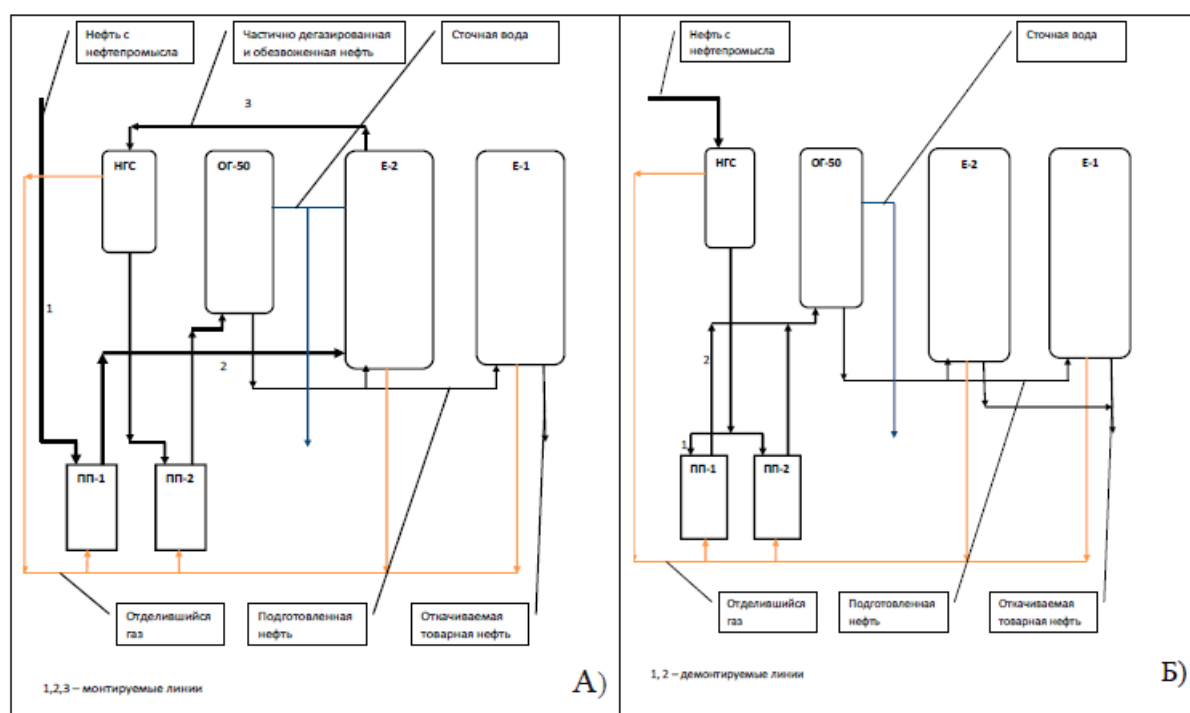 Нефть с
нефтепромысла
Частично дегазированная
и обезвоженная нефть
Сточная вода
3
НГС
ОГ-50
Е-2
Е-1
1
2
ПП-1
ПП-2
Отделившийся
газ
Подготовленная
нефть
Откачиваемая
товарная нефть
1,2,3 – монтируемые линии
А)
Нефть с
нефтепромысла
Сточная вода
НГС
ОГ-50
Е-2
Е-1
2
1
ПП-1
ПП-2
Отделившийся
газ
Подготовленная
нефть
Откачиваемая
товарная нефть
1, 2 – демонтируемые линии
Б)